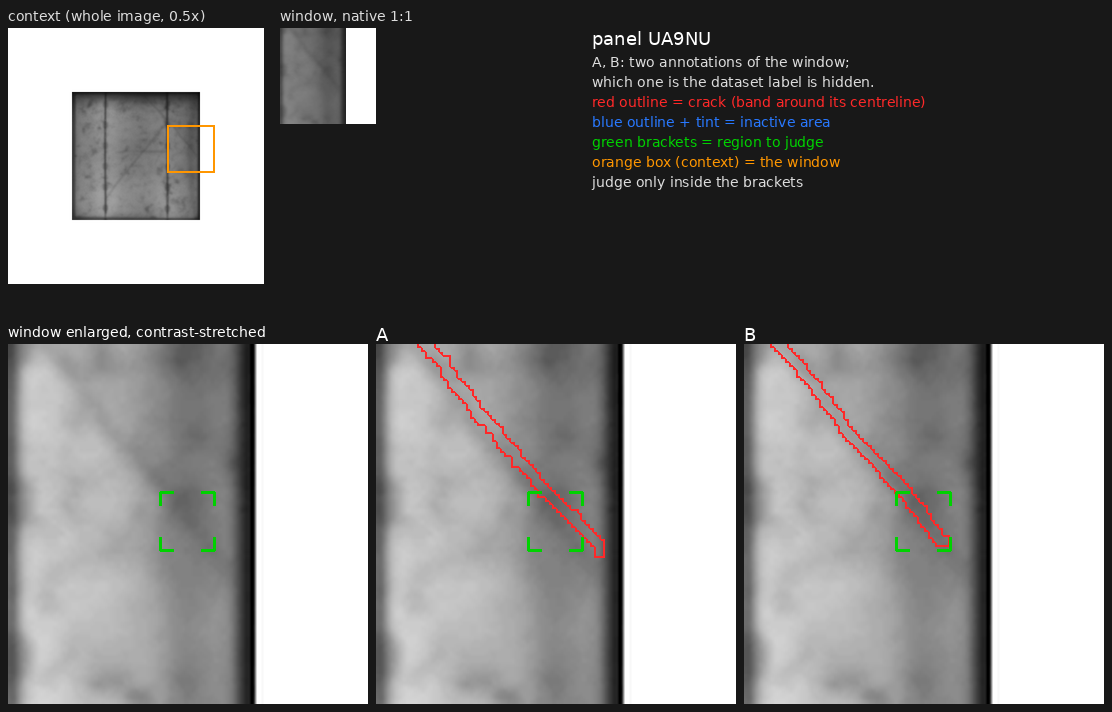 context (whole image, 0.5x)
window, native 1:1
panel UA9NU
A, B: two annotations of the window;
which one is the dataset label is hidden.
red outline = crack (band around its centreline)
blue outline + tint = inactive area
green brackets = region to judge
orange box (context) = the window
judge only inside the brackets
window enlarged, contrast-stretched
A
B